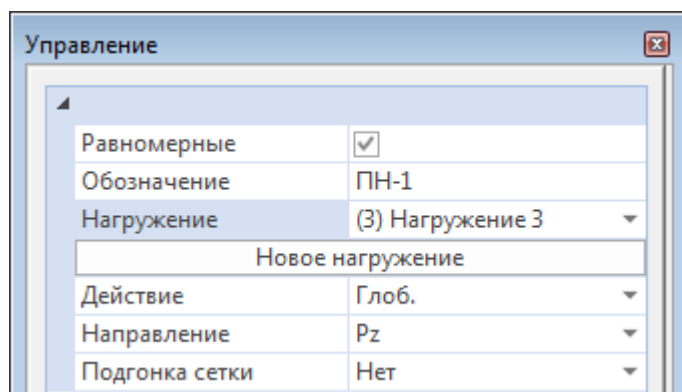 Управление
Равномерные
Обозначение ПН-1
Нагружение (3) Нагружение 3
Новое нагружение
Действие Глоб.
Направление Pz
Подгонка сетки Нет